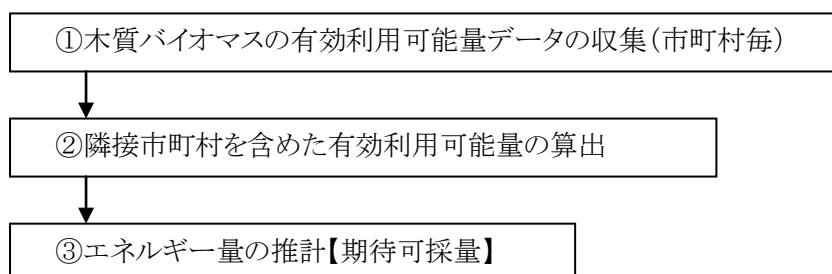 ①木質バイオマスの有効利用可能量データの収集(市町村毎)
②隣接市町村を含めた有効利用可能量の算出
③エネルギー量の推計【期待可採量】